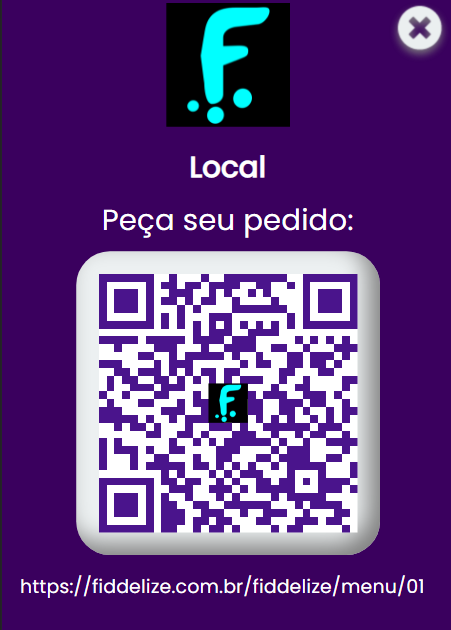 F
Local
Peça seu pedido:
F
https://fiddelize.com.br/fiddelize/menu/01